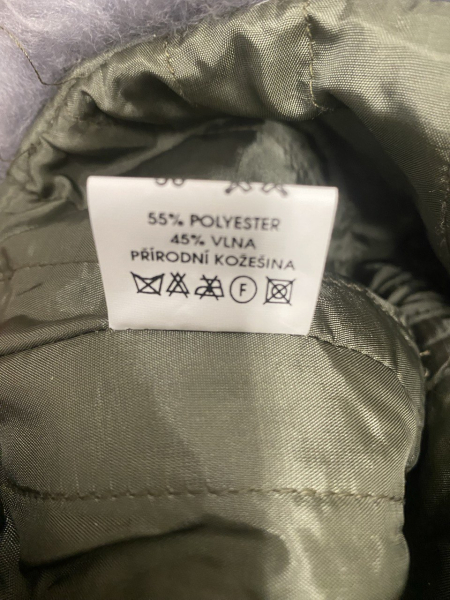 55% POLYESTER
45% VLNA
PŘÍRODNÍ KOŽEŠINA
F